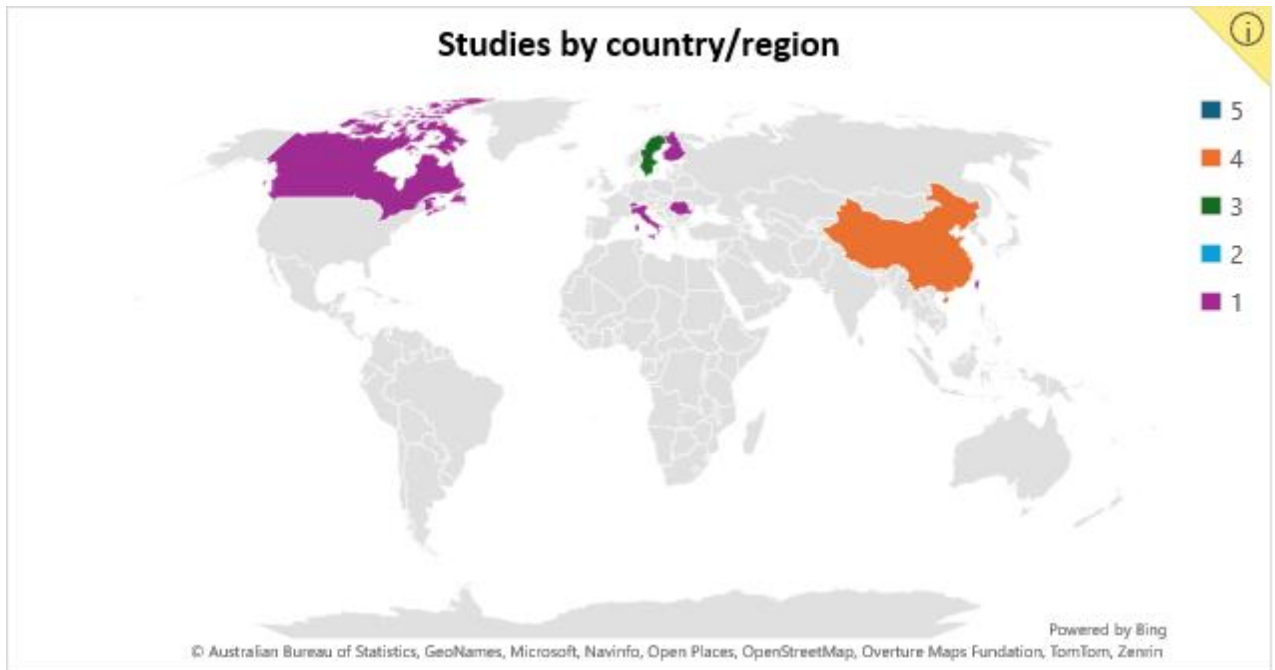 Studies by country/region
5
4
3
2
1
Powered by Bing
© Australian Bureau of Statistics, GeoNames, Microsoft, Navinfo, Open Places, OpenStreetMap, Overture Maps Fundation, TomTom, Zenrin